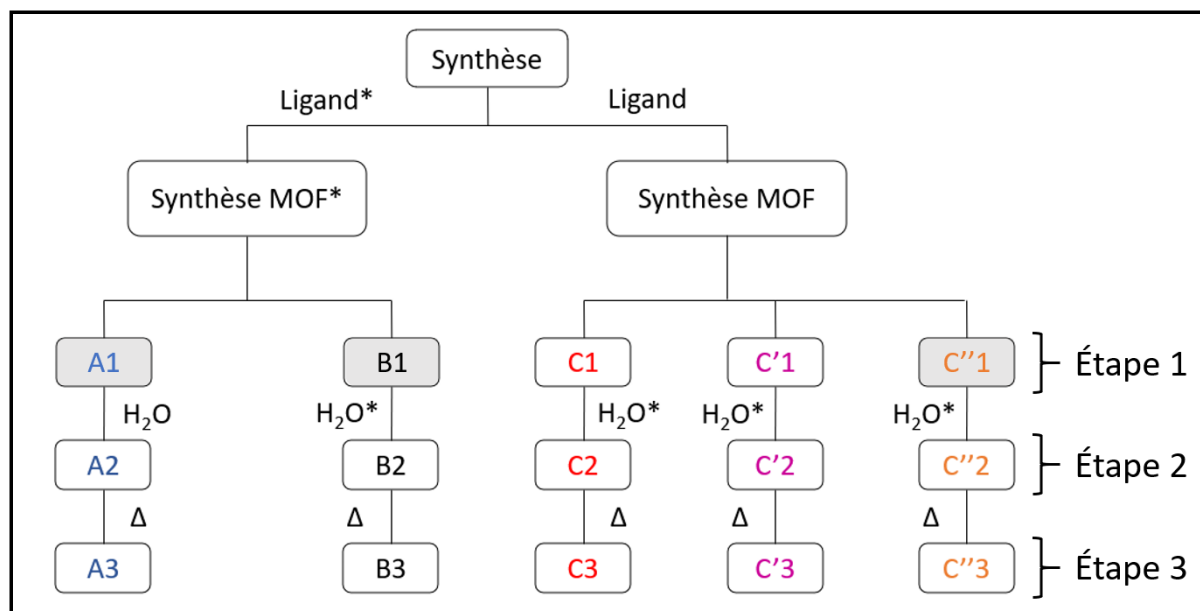 Synthèse
Ligand* Ligand
Synthèse MOF* Synthèse MOF
A1 B1 C1 C'1 C''1 Étape 1
H₂O H₂O* H₂O* H₂O* H₂O*
A2 B2 C2 C'2 C''2 Étape 2
Δ Δ Δ Δ Δ
A3 B3 C3 C'3 C''3 Étape 3